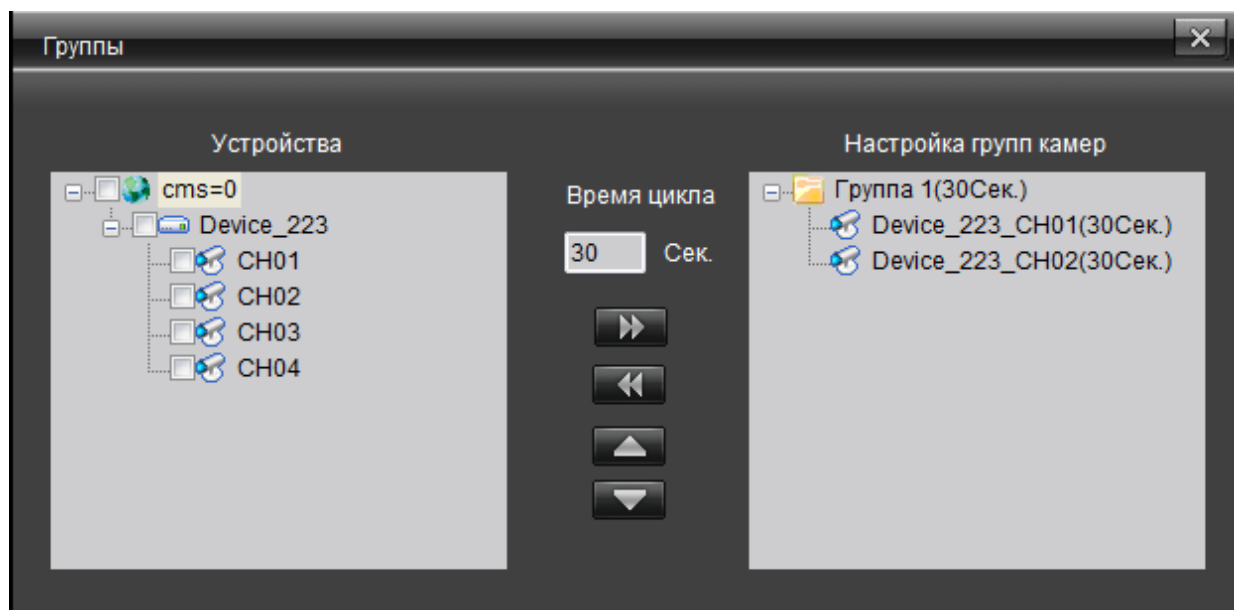 Группы
Устройства
cms=0
Device_223
CH01
CH02
CH03
CH04
Время цикла
30 Сек.
Настройка групп камер
Группа 1(30Сек.)
Device_223_CH01(30Сек.)
Device_223_CH02(30Сек.)